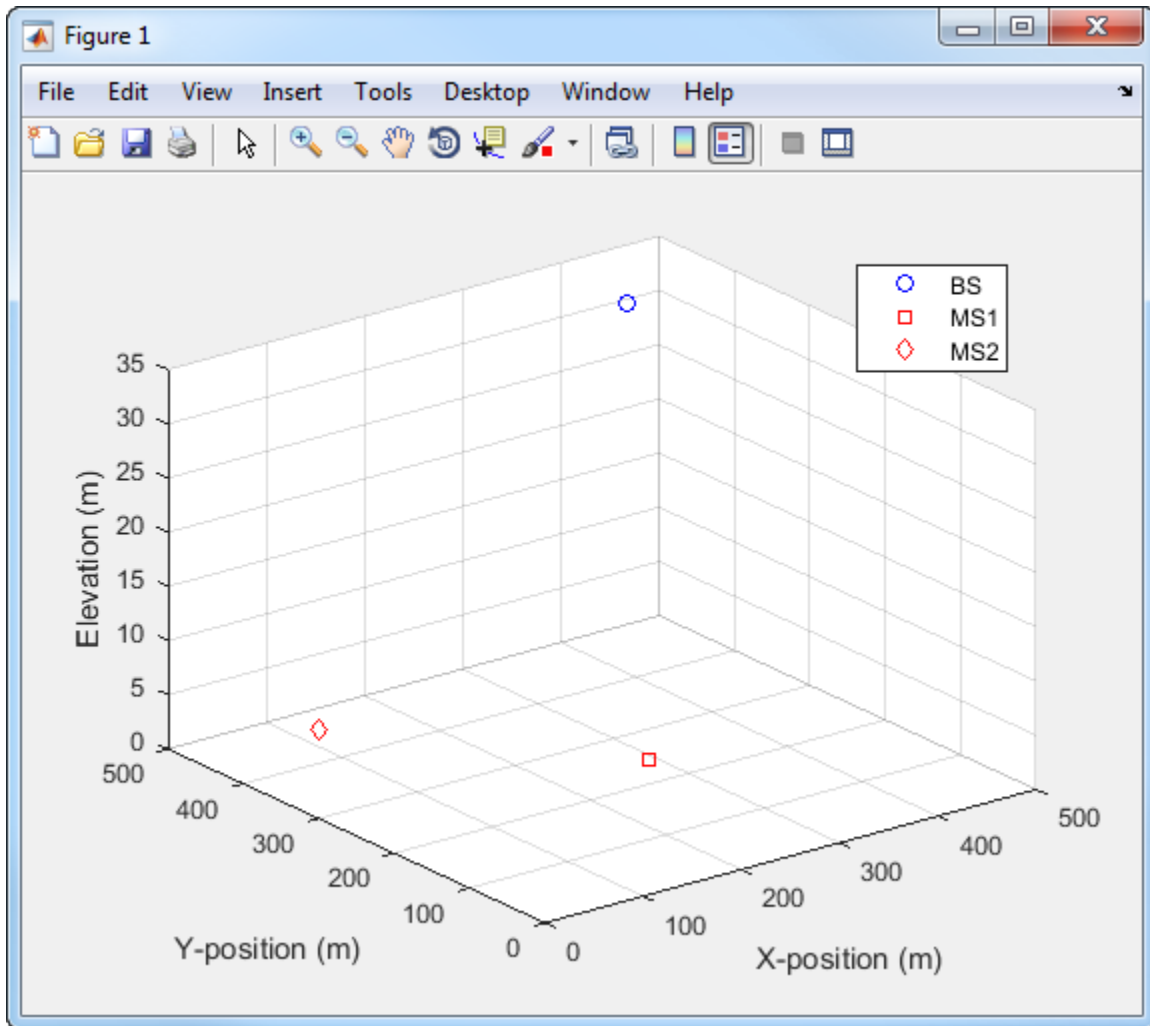 Figure 1
File Edit View Insert Tools Desktop Window Help
BS
MS1
MS2
35
30
25
20
15
10
5
0
Elevation (m)
500
400
300
200
100
0
Y-position (m)
0
100
200
300
400
500
X-position (m)